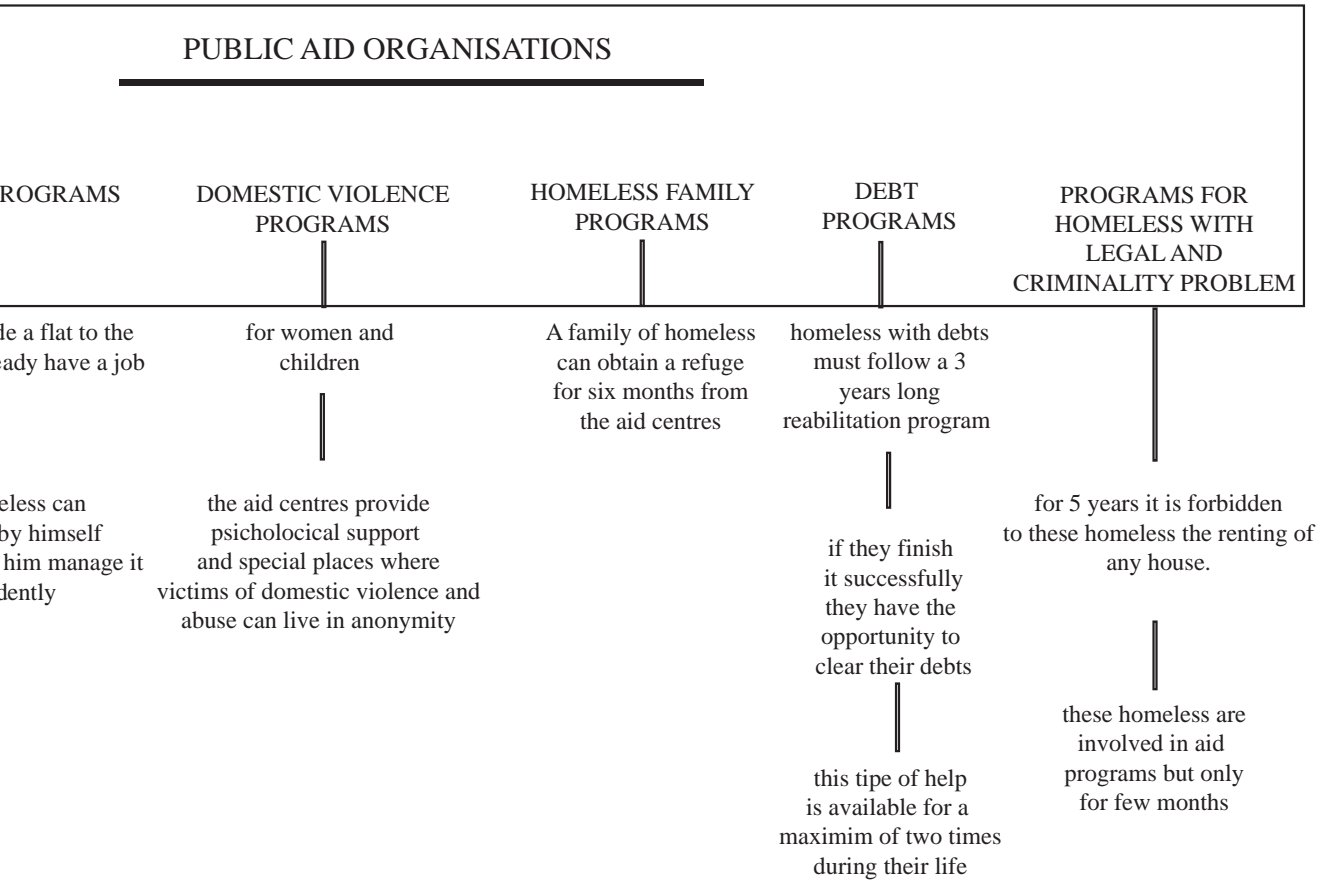 PUBLIC AID ORGANISATIONS
ROGRAMS
de a flat to the
eady have a job
eless can
by himself
him manage it
dently
DOMESTIC VIOLENCE
PROGRAMS
for women and
children
the aid centres provide
psicholocical support
and special places where
victims of domestic violence and
abuse can live in anonymity
HOMELESS FAMILY
PROGRAMS
A family of homeless
can obtain a refuge
for six months from
the aid centres
DEBT
PROGRAMS
homeless with debts
must follow a 3
years long
reabilitation program
if they finish
it successfully
they have the
opportunity to
clear their debts
this tipe of help
is available for a
maximim of two times
during their life
PROGRAMS FOR
HOMELESS WITH
LEGAL AND
CRIMINALITY PROBLEM
for 5 years it is forbidden
to these homeless the renting of
any house.
these homeless are
involved in aid
programs but only
for few months